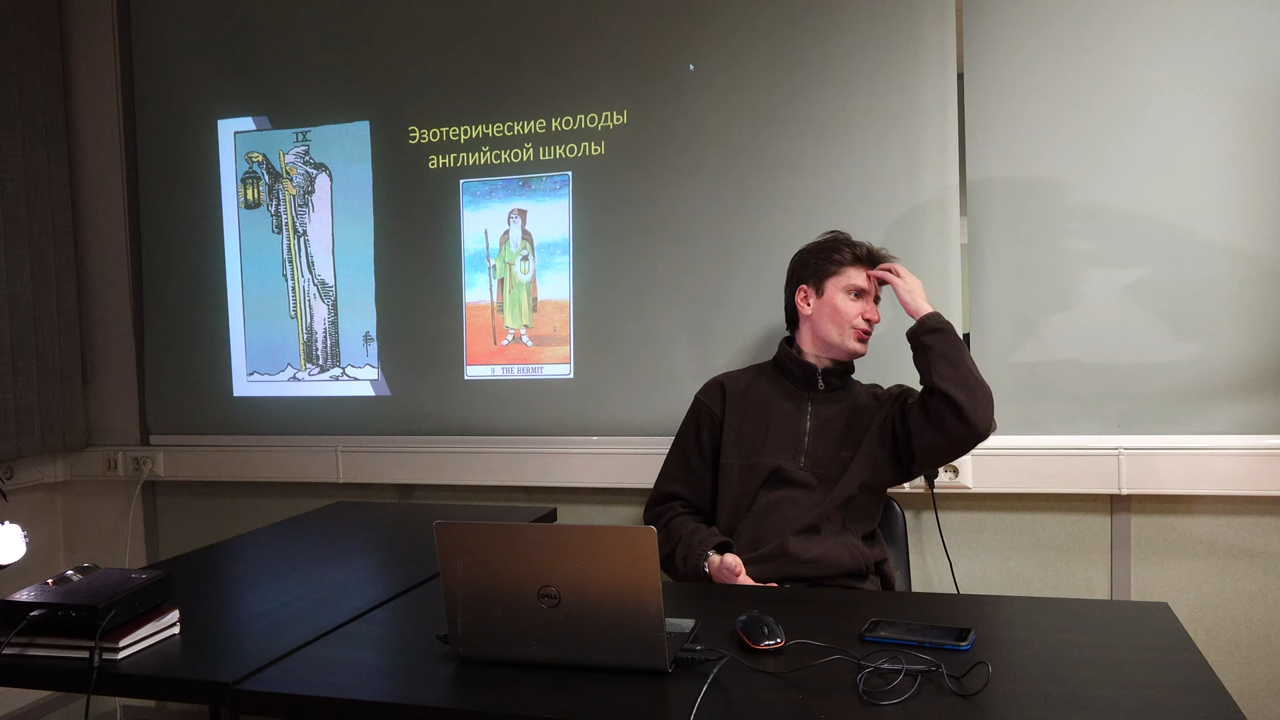 IX
Эзотерические колоды
английской школы
9 THE HERMIT
DELL